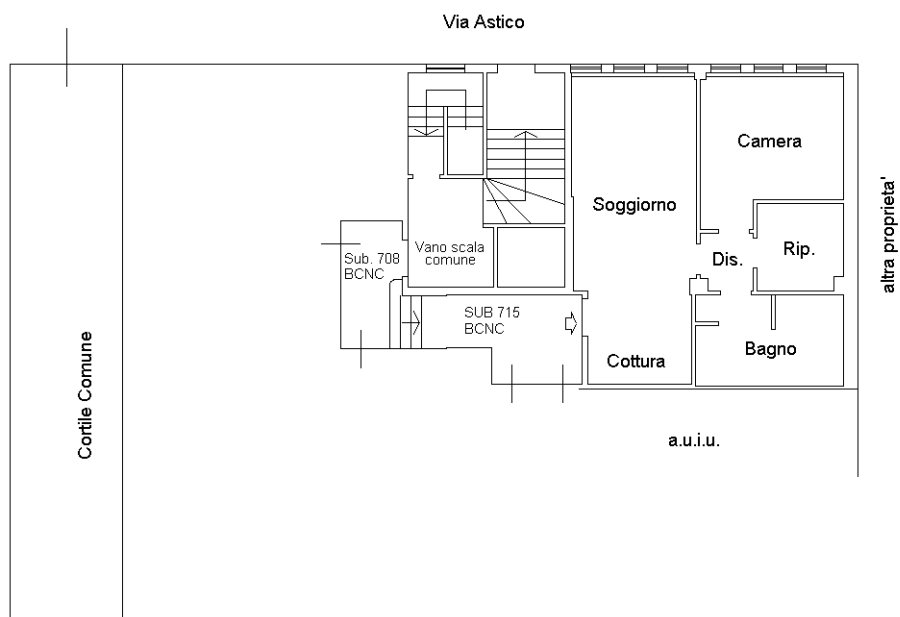 Via Astico
Camera
Soggiorno
altra proprieta'
Vano scala
comune
Sub. 708
BCNC
Dis.
Rip.
SUB 715
BCNC
Cortile Comune
Cottura
Bagno
a.u.i.u.